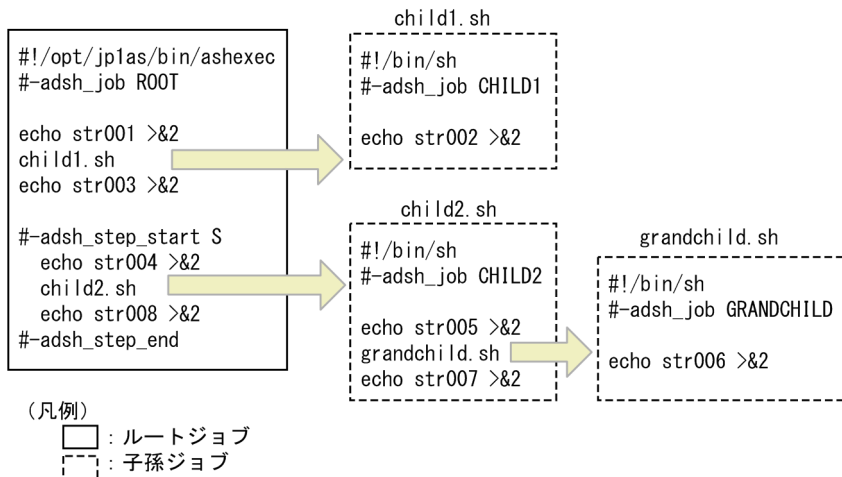 #!/opt/jp1as/bin/ashexec
#-adsh_job ROOT
echo str001 >&2
child1.sh
echo str003 >&2
#-adsh_step_start S
echo str004 >&2
child2.sh
echo str008 >&2
#-adsh_step_end
child1.sh
#!/bin/sh
#-adsh_job CHILD1
echo str002 >&2
child2.sh
#!/bin/sh
#-adsh_job CHILD2
echo str005 >&2
grandchild.sh
echo str007 >&2
grandchild.sh
#!/bin/sh
#-adsh_job GRANDCHILD
echo str006 >&2
(凡例)
：ルートジョブ
：子孫ジョブ